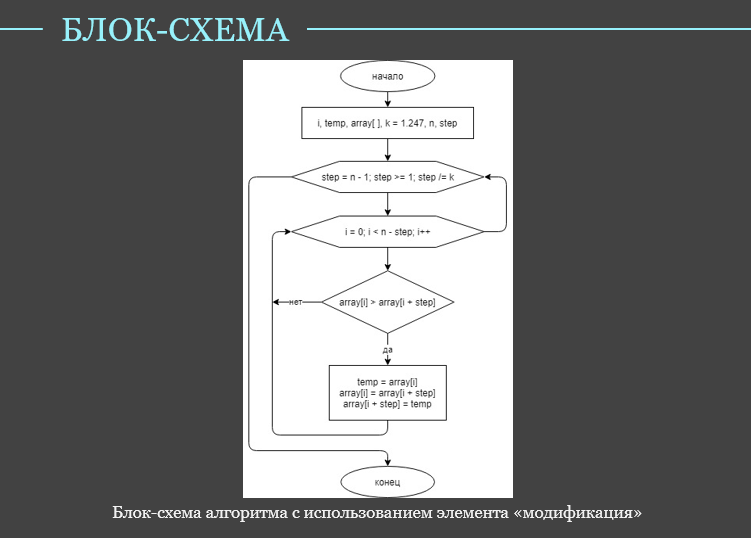 БЛОК-СХЕМА
начало
i, temp, array[ ], k = 1.247, n, step
step = n - 1; step >= 1; step /= k
i = 0; i < n - step; i++
array[i] > array[i + step]
нет
да
temp = array[i]
array[i] = array[i + step]
array[i + step] = temp
конец
Блок-схема алгоритма с использованием элемента «модификация»